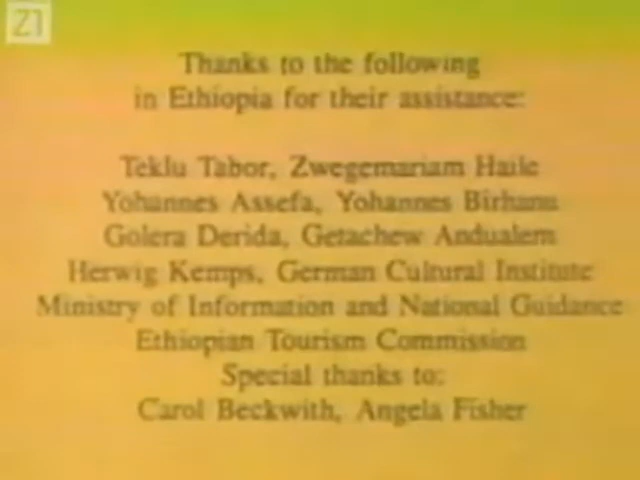 Z1
Thanks to the following
in Ethiopia for their assistance:
Teklu Tabor, Zwegemariam Haile
Yohannes Assefa, Yohannes Birhanu
Golera Derida, Getachew Andualem
Herwig Kemps, German Cultural Institute
Ministry of Information and National Guidance
Ethiopian Tourism Commission
Special thanks to:
Carol Beckwith, Angela Fisher